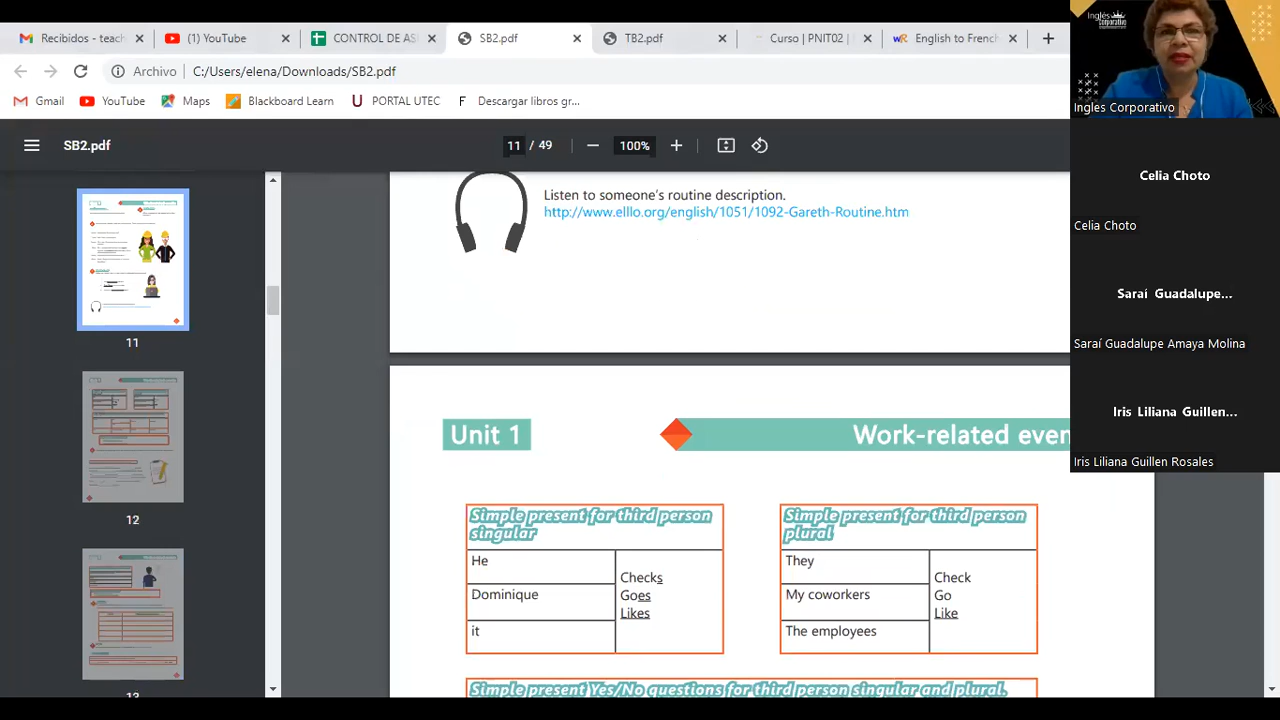 Recibidos - teach
(1) YouTube
CONTROL DE AS
SB2.pdf
TB2.pdf
Curso | PNIT02 |
English to French
Archivo
C:/Users/elena/Downloads/SB2.pdf
Gmail
YouTube
Maps
Blackboard Learn
PORTAL UTEC
Descargar libros gr...
SB2.pdf
11 / 49
100%
11
12
13
Listen to someone's routine description.
http://www.elllo.org/english/1051/1092-Gareth-Routine.htm
Unit 1
Work-related even
Simple present for third person
singular
He
Dominique
it
Checks
Goes
Likes
Simple present for third person
plural
They
My coworkers
The employees
Check
Go
Like
Simple present Yes/No questions for third person singular and plural.
Inglés
Corporativo
Ingles Corporativo
Celia Choto
Celia Choto
Saraí Guadalupe...
Saraí Guadalupe Amaya Molina
Iris Liliana Guillen...
Iris Liliana Guillen Rosales